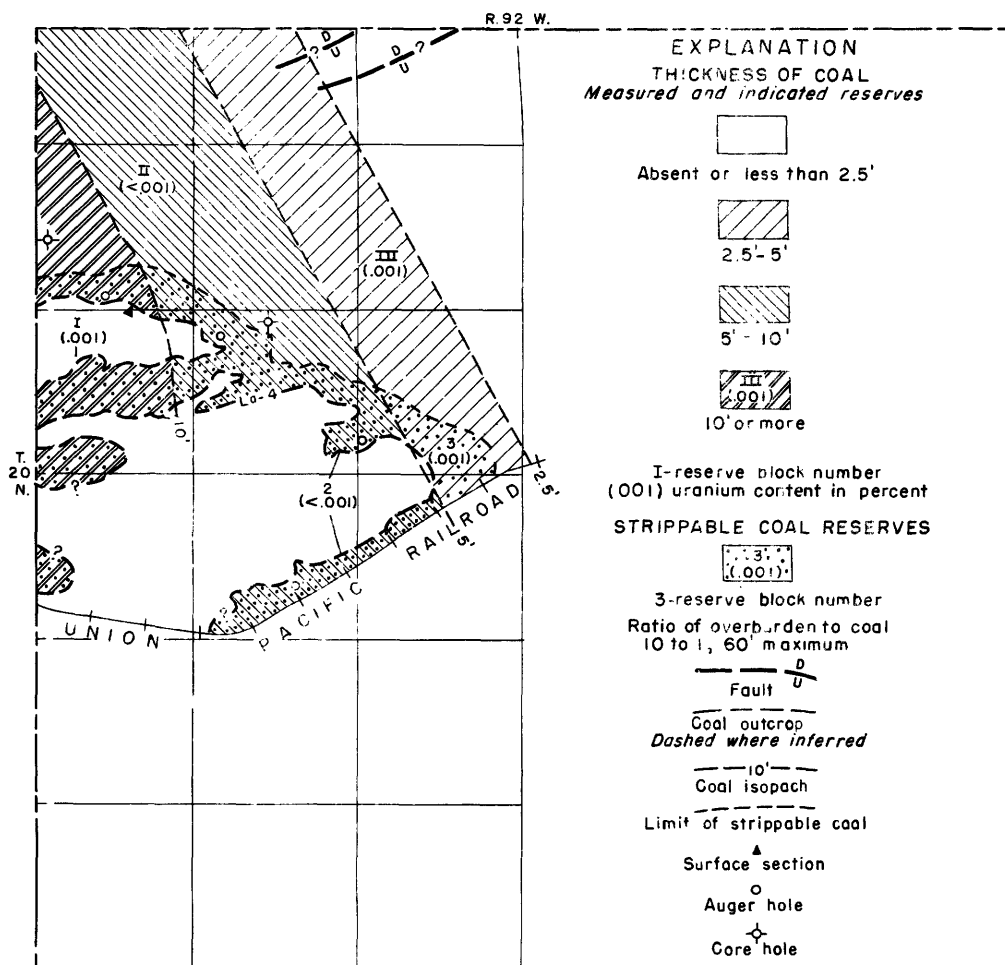 R. 92 W.
? D
U
D ?
U
II
(<.001)
III
(.001)
I
(.001)
1
La-4
10'
3
(.001)
T.
20
N.
?
2
(<.001)
2.5'
5'
?
?
UNION PACIFIC RAILROAD
EXPLANATION
THICKNESS OF COAL
Measured and indicated reserves
Absent or less than 2.5'
2.5'-5'
5'-10'
III
(.001)
10' or more
I-reserve block number
(.001) uranium content in percent
STRIPPABLE COAL RESERVES
3
(.001)
3-reserve block number
Ratio of overburden to coal
10 to 1, 60' maximum
D
U
Fault
Coal outcrop
Dashed where inferred
10'
Coal isopach
Limit of strippable coal
Surface section
Auger hole
Core hole